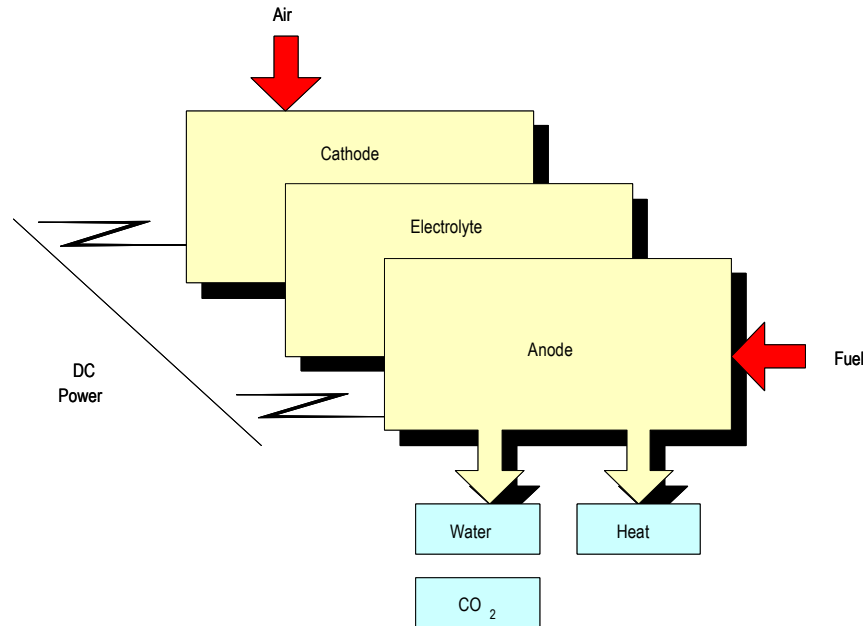 Air
Cathode
Electrolyte
Anode
Fuel
DC
Power
Water
Heat
CO 2